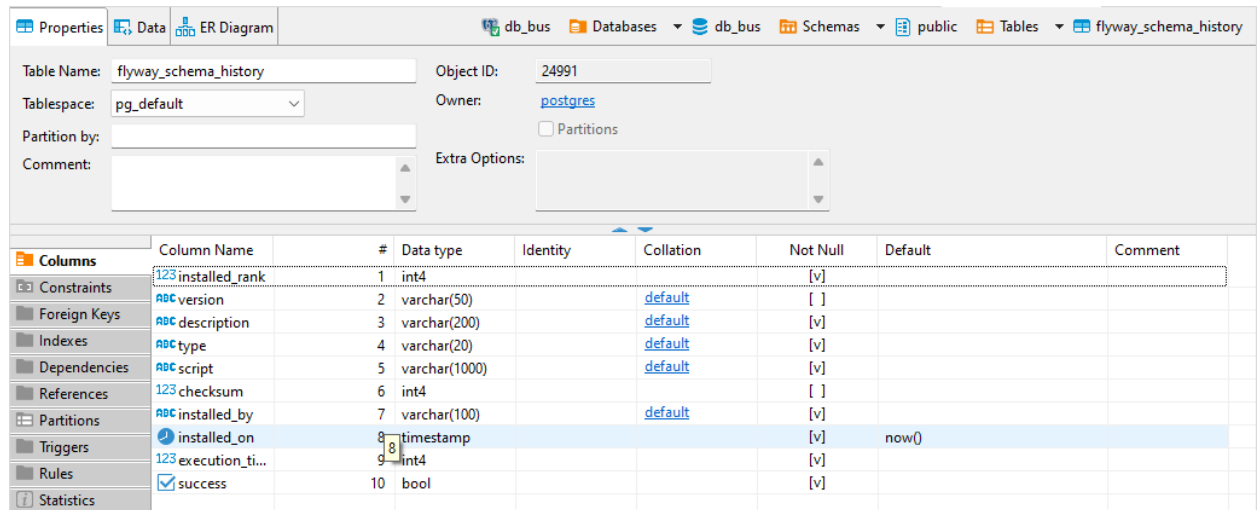 Properties Data ER Diagram db_bus Databases db_bus Schemas public Tables flyway_schema_history
Table Name: flyway_schema_history Object ID: 24991
Tablespace: pg_default Owner: postgres
Partition by: Partitions
Comment: Extra Options:
Column Name # Data type Identity Collation Not Null Default Comment
Columns
Constraints
Foreign Keys
Indexes
Dependencies
References
Partitions
Triggers
Rules
Statistics
123 installed_rank 1 int4 [v]
ABC version 2 varchar(50) default [ ]
ABC description 3 varchar(200) default [v]
ABC type 4 varchar(20) default [v]
ABC script 5 varchar(1000) default [v]
123 checksum 6 int4 [ ]
ABC installed_by 7 varchar(100) default [v]
installed_on 8 timestamp [v] now()
8
123 execution_ti... 9 int4 [v]
success 10 bool [v]